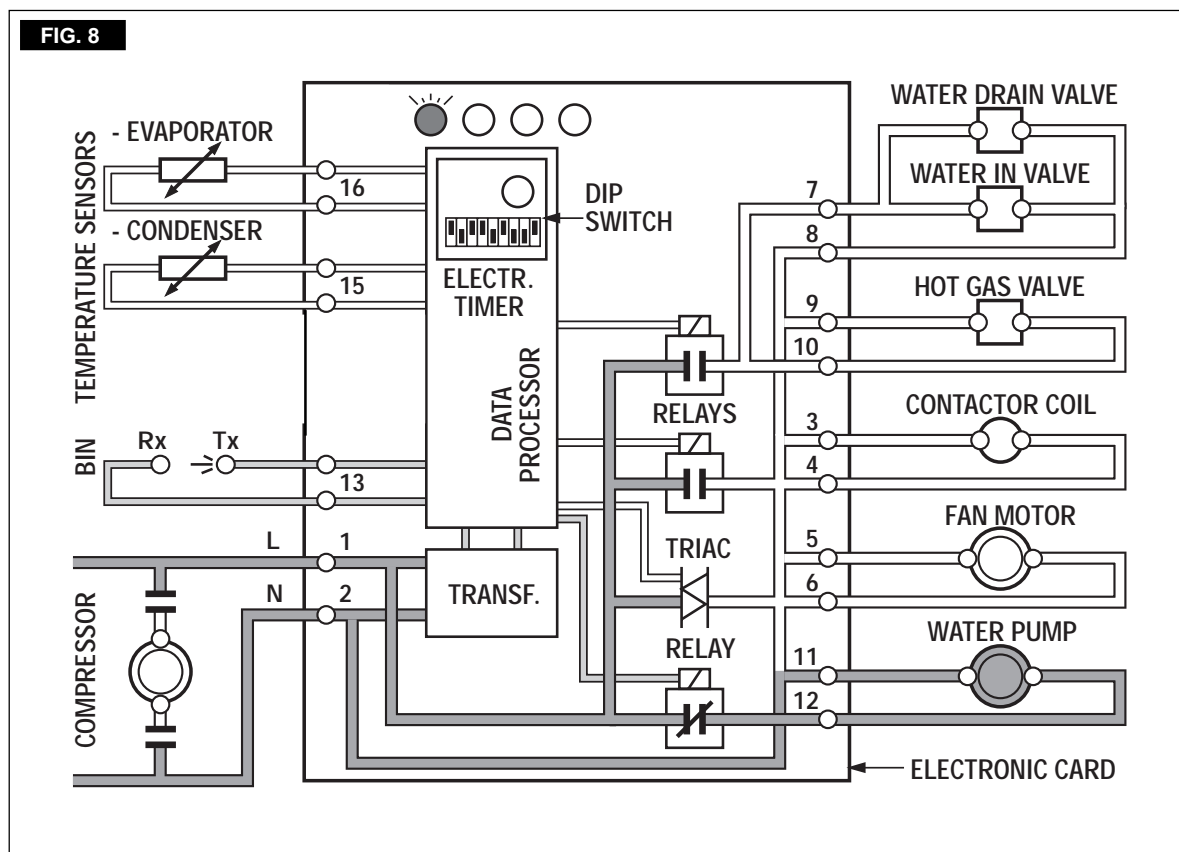 FIG. 8
TEMPERATURE SENSORS
- EVAPORATOR
16
- CONDENSER
15
BIN
Rx
Tx
13
L
1
N
2
COMPRESSOR
DIP
SWITCH
ELECTR.
TIMER
DATA
PROCESSOR
TRANSF.
RELAYS
TRIAC
RELAY
WATER DRAIN VALVE
WATER IN VALVE
7
8
HOT GAS VALVE
9
10
CONTACTOR COIL
3
4
FAN MOTOR
5
6
WATER PUMP
11
12
ELECTRONIC CARD